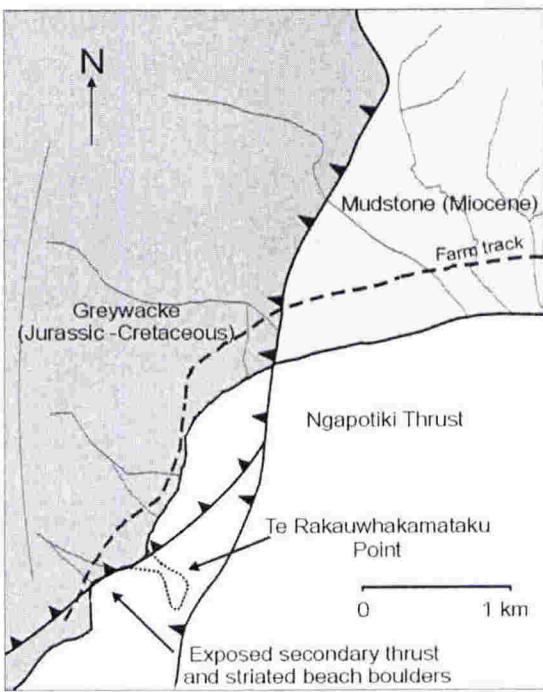 N
Mudstone (Miocene)
Farm track
Greywacke
(Jurassic -Cretaceous)
Ngapotiki Thrust
Te Rakauwhakamataku
Point
0 1 km
Exposed secondary thrust
and striated beach boulders